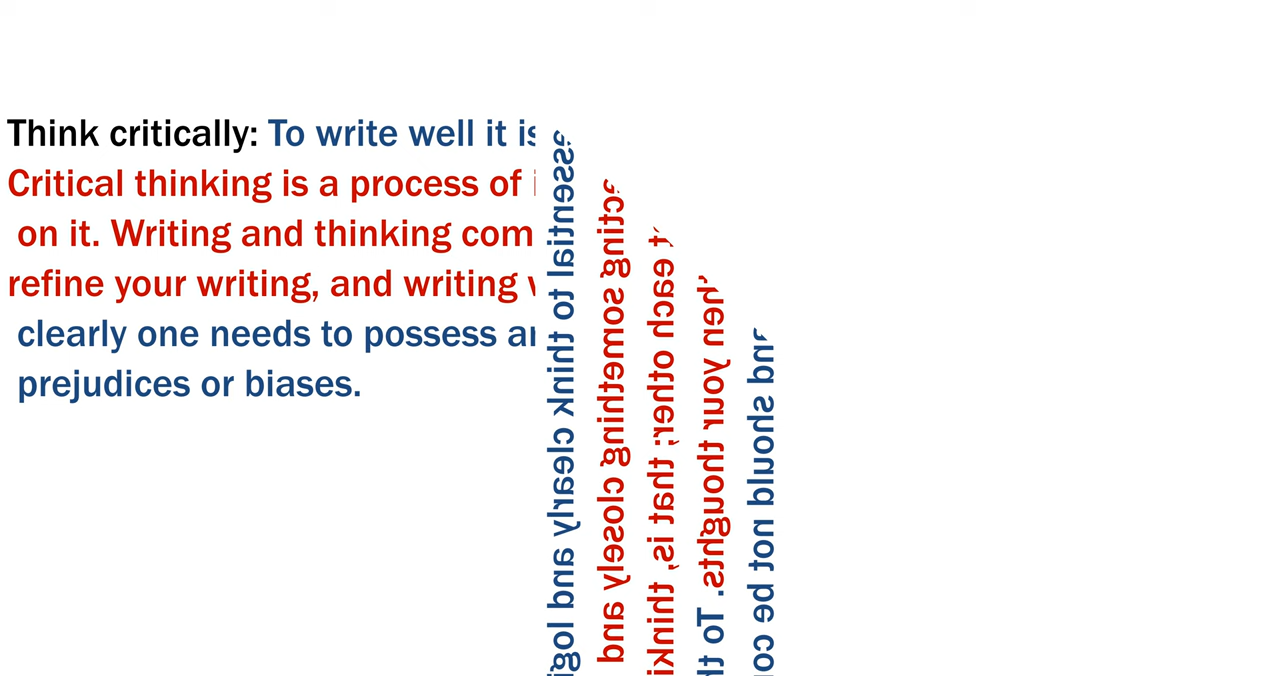 Think critically: To write well it is essential to think clearly and
Critical thinking is a process of something closely and
on it. Writing and thinking each other; that is,
refine your writing, and writing your thoughts. To
clearly one needs to possess should not be
prejudices or biases.